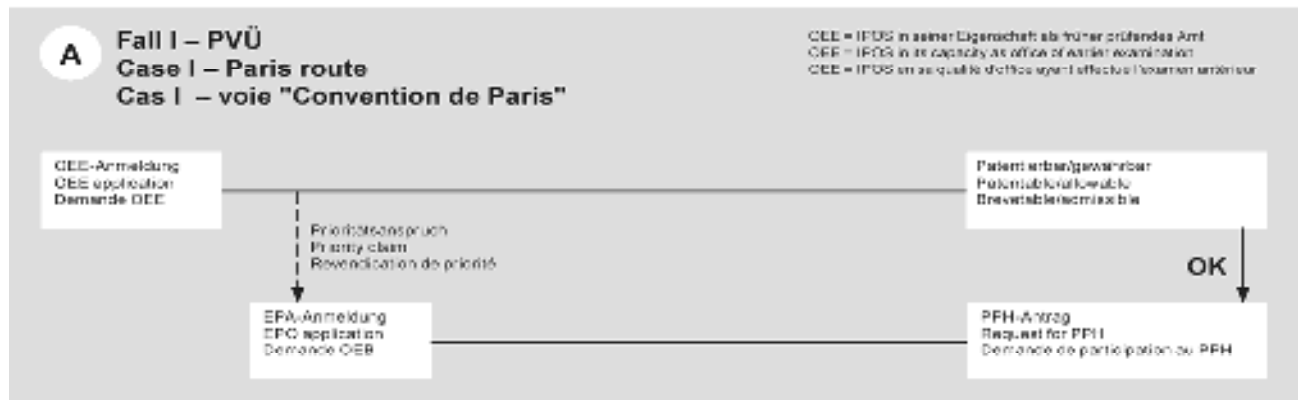 A
Fall I – PVÜ
Case I – Paris route
Cas I – voie "Convention de Paris"
OEE = IPOS in seiner Eigenschaft als früher prüfendes Amt
OEE = IPOS in its capacity as office of earlier examination
OEE = IPOS en sa qualité d'office ayant effectué l'examen antérieur
OEE-Anmeldung
OEE application
Demande OEE
Patentierbar/gewährbar
Patentable/allowable
Brevetable/admissible
Prioritätsanspruch
Priority claim
Revendication de priorité
OK
EPA-Anmeldung
EPO application
Demande OEB
PPH-Antrag
Request for PPH
Demande de participation au PPH